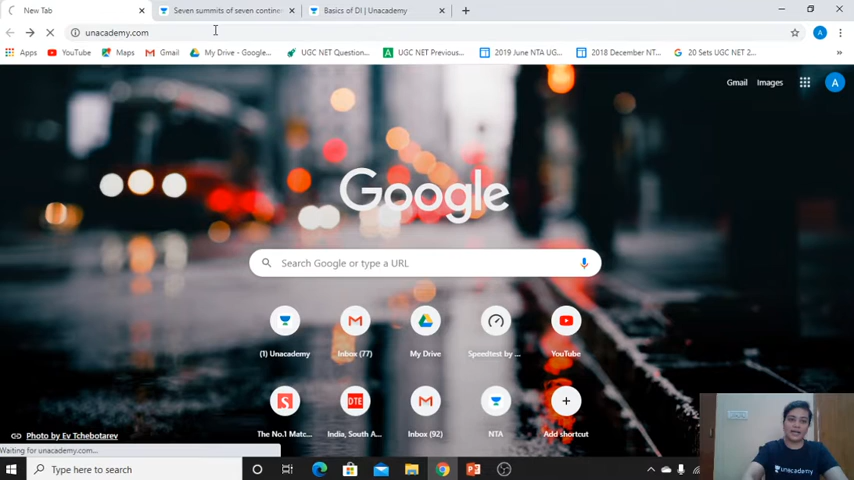 New Tab
Seven summits of seven contine
Basics of DI | Unacademy
unacademy.com
A
Apps
YouTube
Maps
Gmail
My Drive - Google...
UGC NET Question...
UGC NET Previous...
2019 June NTA UG...
2018 December NT...
20 Sets UGC NET 2...
»
Gmail
Images
A
Google
Search Google or type a URL
(1) Unacademy
Inbox (77)
My Drive
Speedtest by ...
YouTube
DTE
The No.1 Matc...
India, South A...
Inbox (92)
NTA
Add shortcut
Photo by Ev Tchebotarev
Waiting for unacademy.com...
Type here to search
unacademy